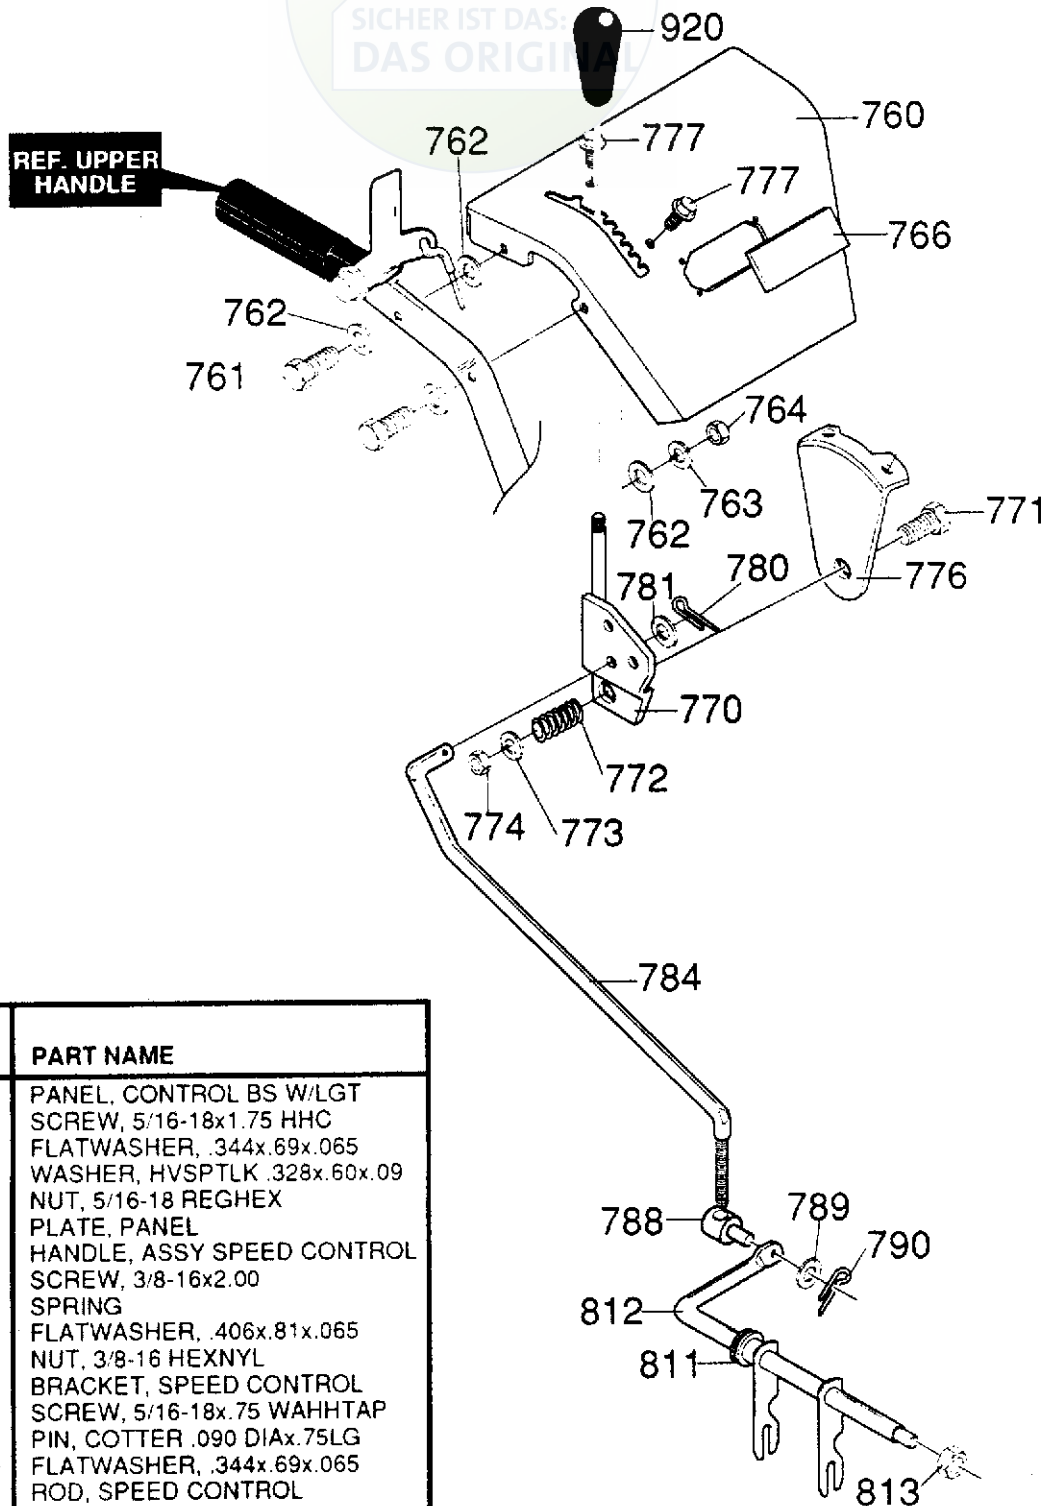 SICHER IST DAS:
DAS ORIGINAL
920
760
762
777
REF. UPPER
HANDLE
777
766
762
761
764
763
771
762
780
776
781
770
772
774
773
784
788
789
790
812
811
813
PART NAME
PANEL, CONTROL BS W/LGT
SCREW, 5/16-18x1.75 HHC
FLATWASHER, .344x.69x.065
WASHER, HVSPTLK .328x.60x.09
NUT, 5/16-18 REGHEX
PLATE, PANEL
HANDLE, ASSY SPEED CONTROL
SCREW, 3/8-16x2.00
SPRING
FLATWASHER, .406x.81x.065
NUT, 3/8-16 HEXNYL
BRACKET, SPEED CONTROL
SCREW, 5/16-18x.75 WAHHTAP
PIN, COTTER .090 DIAx.75LG
FLATWASHER, .344x.69x.065
ROD, SPEED CONTROL